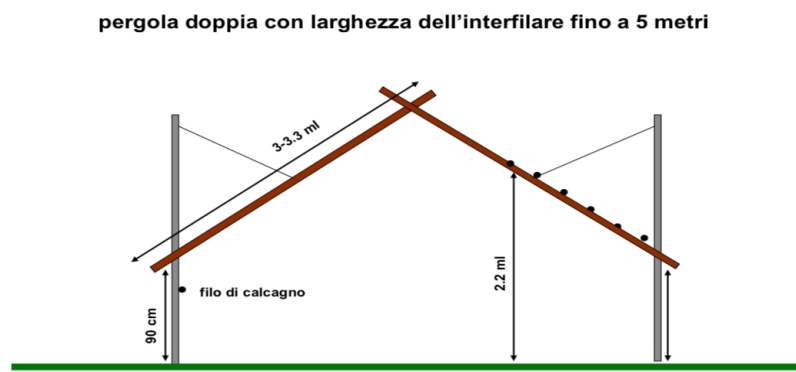 pergola doppia con larghezza dell'interfilare fino a 5 metri
3-3.3 ml
2.2 ml
filo di calcagno
90 cm